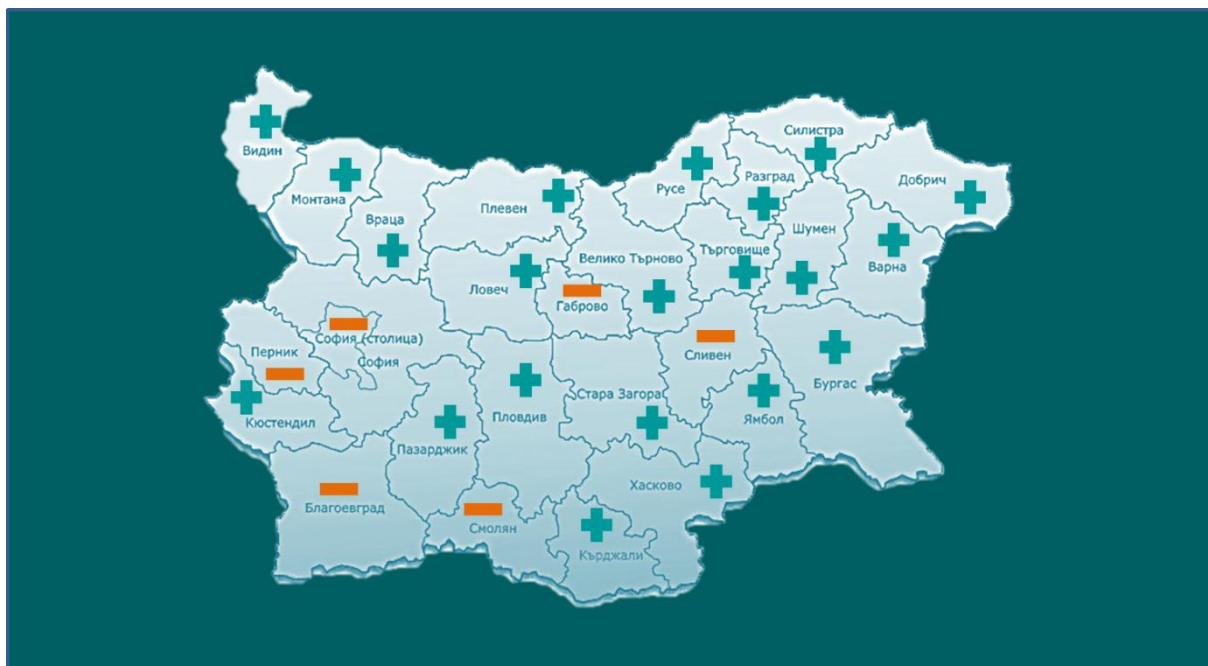 Силистра
Видин
Разград
Добрич
Русе
Монтана
Плевен
Враца
Шумен
Търговище
Велико Търново
Варна
Ловеч
Габрово
София (столица)
Перник
София
Сливен
Бургас
Стара Загора
Пловдив
Ямбол
Кюстендил
Пазарджик
Хасково
Благоевград
Смолян
Кърджали